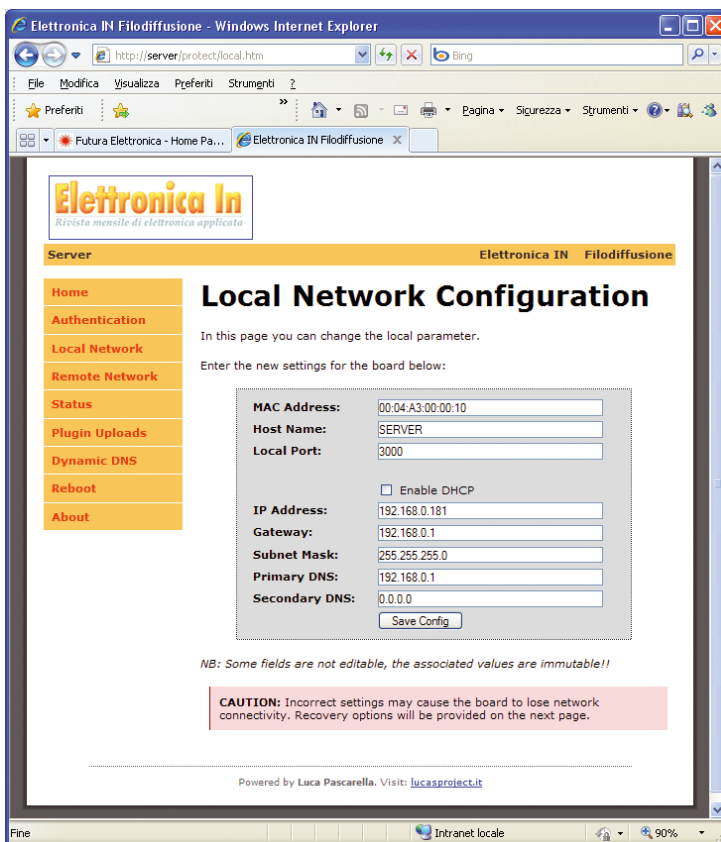 Elettronica IN Filodiffusione - Windows Internet Explorer
http://server/protect/local.htm
Bing
File Modifica Visualizza Preferiti Strumenti ?
Preferiti
» Pagina Sicurezza Strumenti
Futura Elettronica - Home Pa...
Elettronica IN Filodiffusione X
Elettronica In
Rivista mensile di elettronica applicata
Server
Elettronica IN Filodiffusione
Home
Authentication
Local Network
Remote Network
Status
Plugin Uploads
Dynamic DNS
Reboot
About
Local Network Configuration
In this page you can change the local parameter.
Enter the new settings for the board below:
MAC Address: 00:04:A3:00:00:10
Host Name: SERVER
Local Port: 3000
Enable DHCP
IP Address: 192.168.0.181
Gateway: 192.168.0.1
Subnet Mask: 255.255.255.0
Primary DNS: 192.168.0.1
Secondary DNS: 0.0.0.0
Save Config
NB: Some fields are not editable, the associated values are immutable!!
CAUTION: Incorrect settings may cause the board to lose network
connectivity. Recovery options will be provided on the next page.
Powered by Luca Pascarella. Visit: lucasproject.it
Fine
Intranet locale
90%